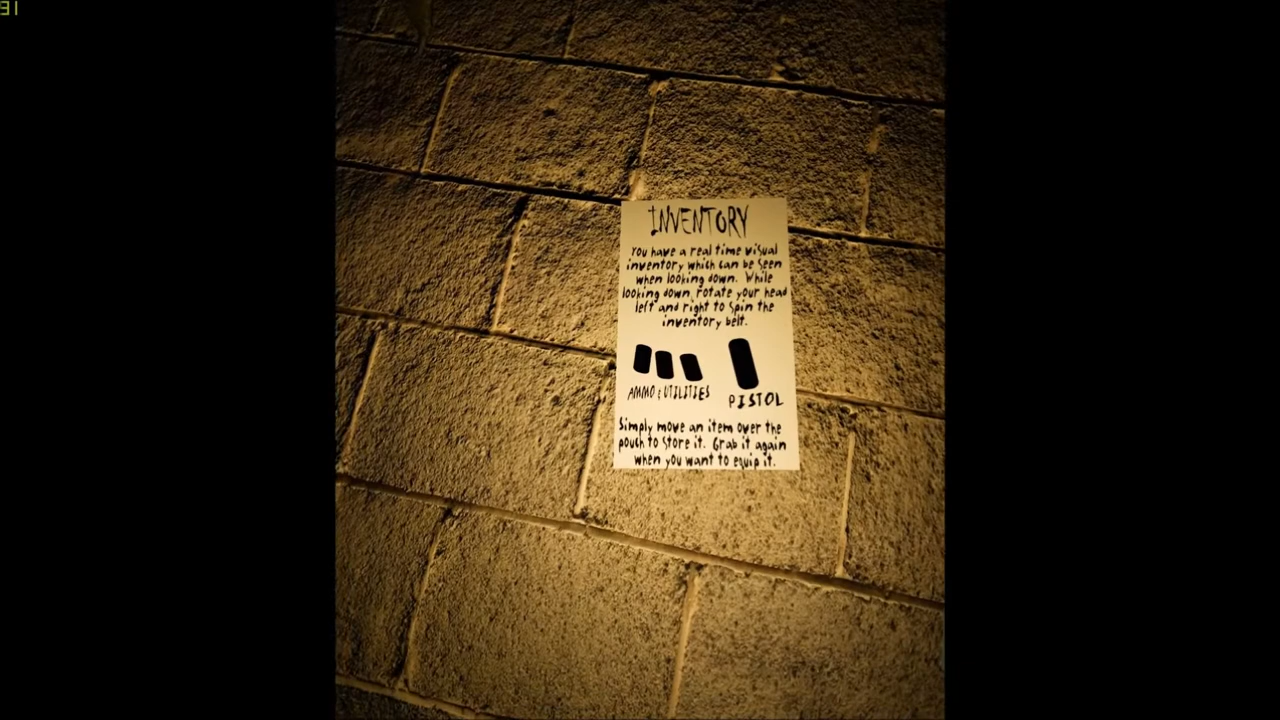 31
INVENTORY
You have a real time visual
inventory which can be seen
when looking down. While
looking down, rotate your head
left and right to spin the
inventory belt.
AMMO & UTILITIES
PISTOL
Simply move an item over the
pouch to store it. Grab it again
when you want to equip it.